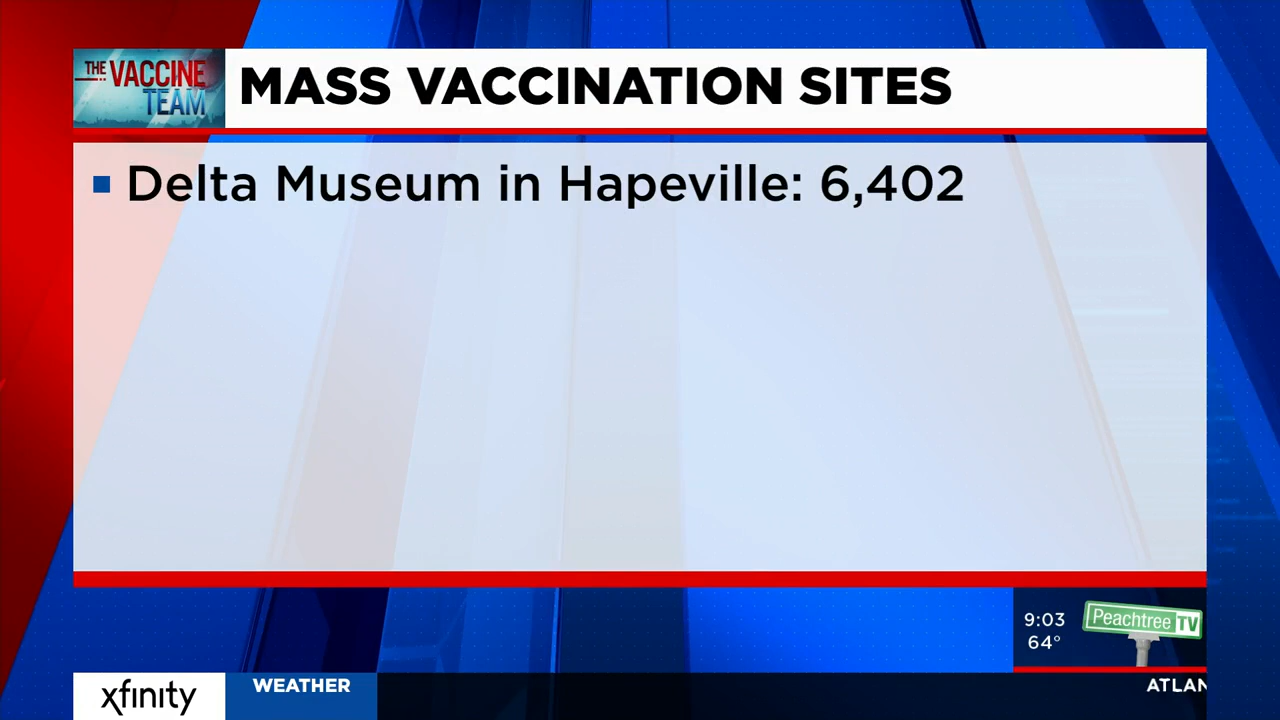 THE VACCINE TEAM
MASS VACCINATION SITES
Delta Museum in Hapeville: 6,402
9:03
64°
Peachtree TV
xfinity
WEATHER
ATLAN